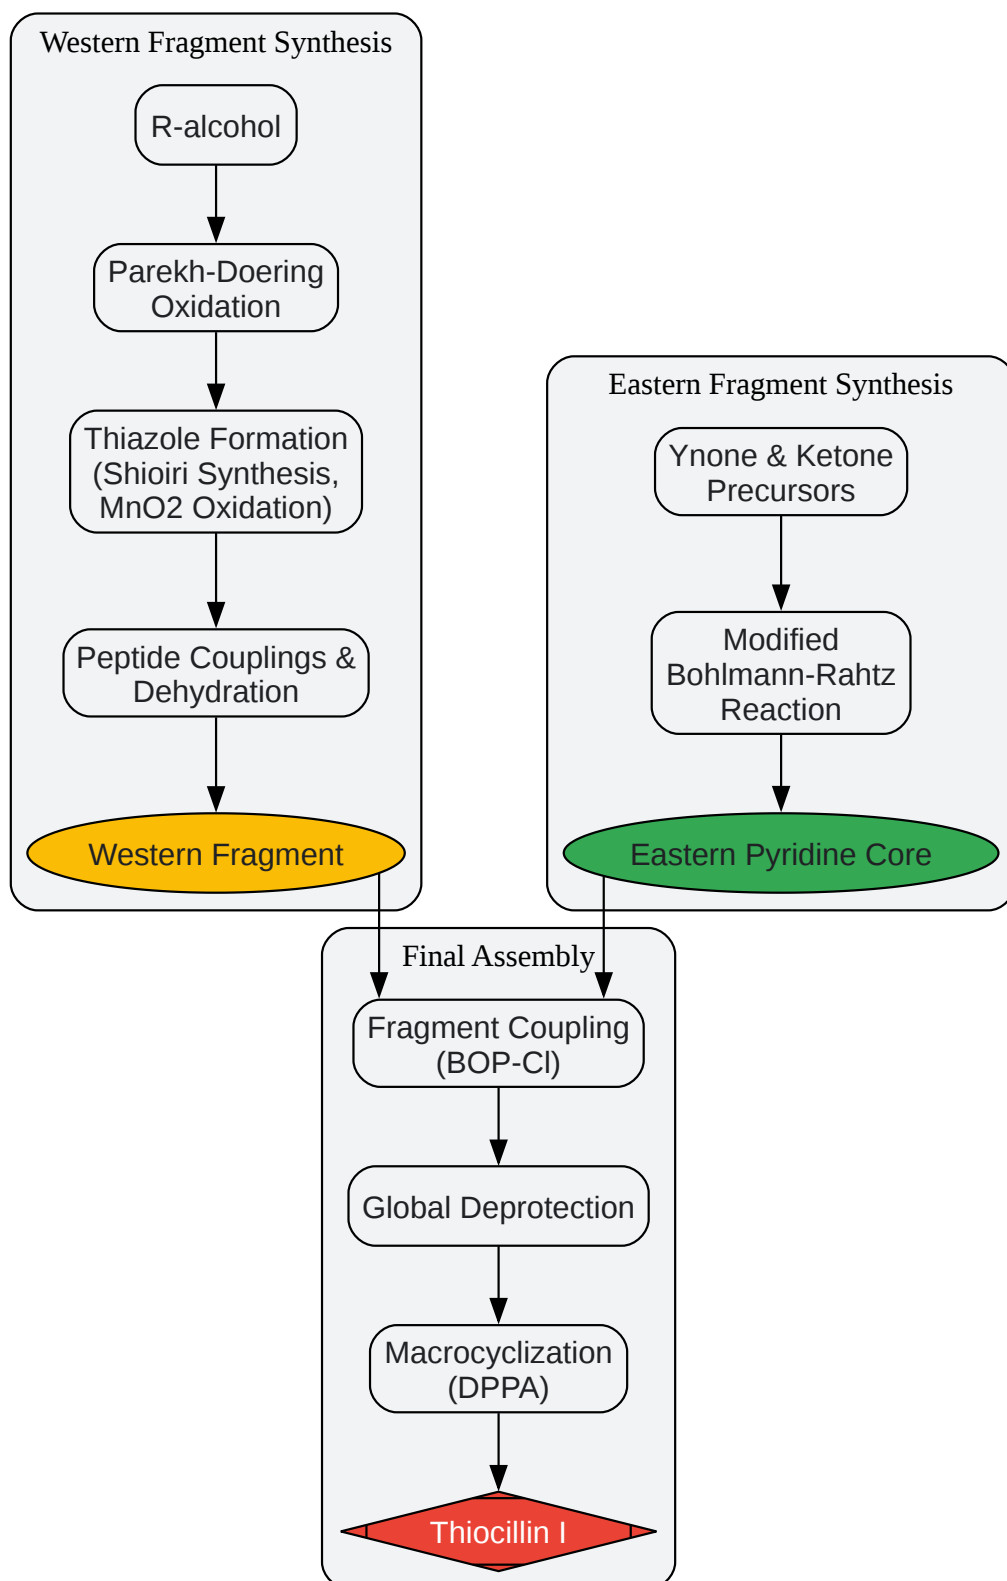 Western Fragment Synthesis
R-alcohol
Parekh-Doering
Oxidation
Thiazole Formation
(Shioiri Synthesis,
MnO2 Oxidation)
Peptide Couplings &
Dehydration
Western Fragment
Eastern Fragment Synthesis
Ynone & Ketone
Precursors
Modified
Bohlmann-Rahtz
Reaction
Eastern Pyridine Core
Final Assembly
Fragment Coupling
(BOP-Cl)
Global Deprotection
Macrocyclization
(DPPA)
Thiocillin I